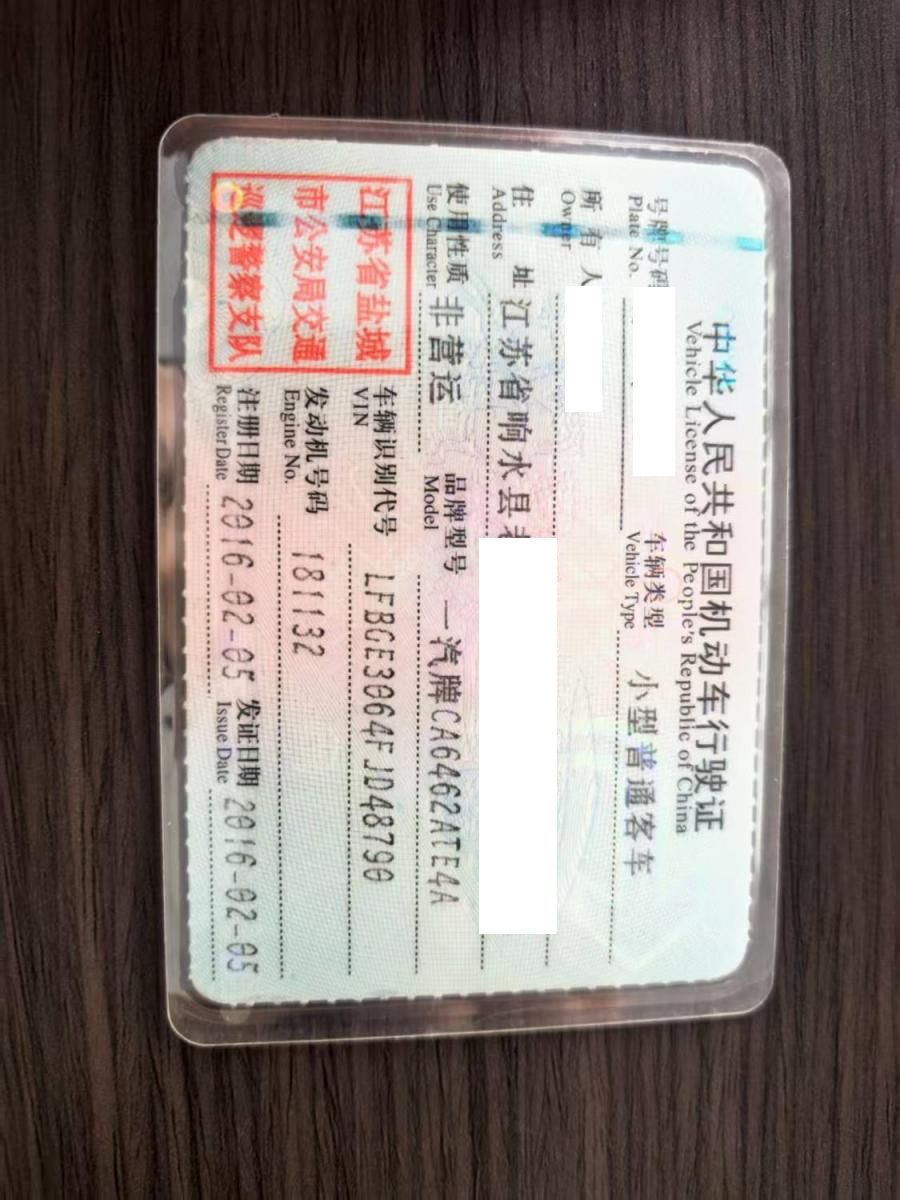 中华人民共和国机动车行驶证
Vehicle License of the People's Republic of China
号牌号码
Plate No.
车辆类型 小型普通客车
Vehicle Type
所有人
Owner
住址 江苏省响水县
Address
使用性质 非营运
Use Character
品牌型号 一汽牌CA6462ATE4A
Model
江苏省盐城
市公安局交通
巡逻警察支队
车辆识别代号 LFBGE3064FJD48790
VIN
发动机号码 181132
Engine No.
注册日期 2016-02-05 发证日期 2016-02-05
Register Date Issue Date